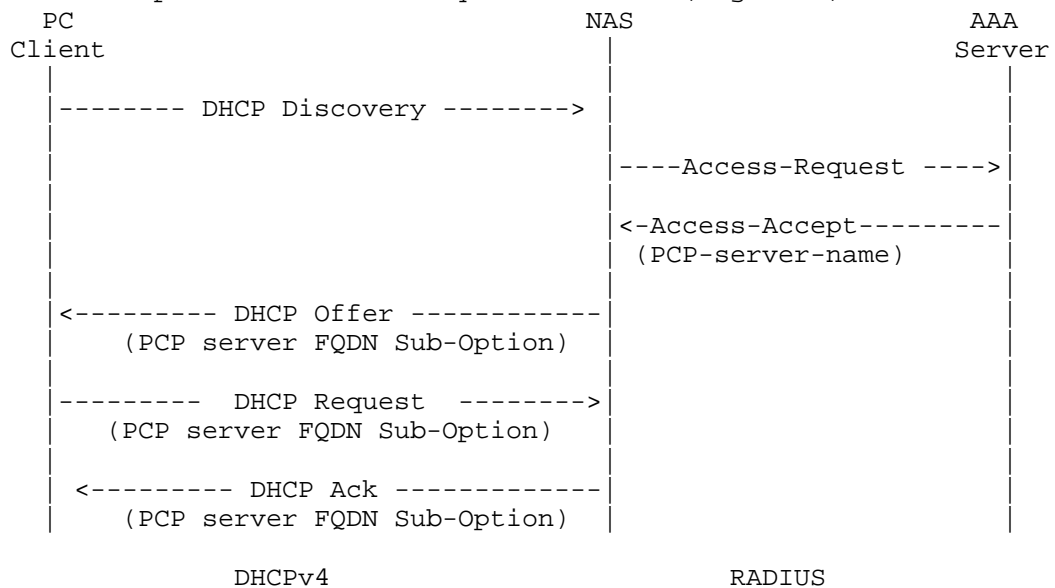 PC NAS AAA
Client Server
|-------- DHCP Discovery -------->
|----Access-Request ---->|
|<-Access-Accept---------|
(PCP-server-name)
|<--------- DHCP Offer ------------|
(PCP server FQDN Sub-Option)
|--------- DHCP Request -------->|
(PCP server FQDN Sub-Option)
<--------- DHCP Ack -------------|
(PCP server FQDN Sub-Option)
DHCPv4 RADIUS